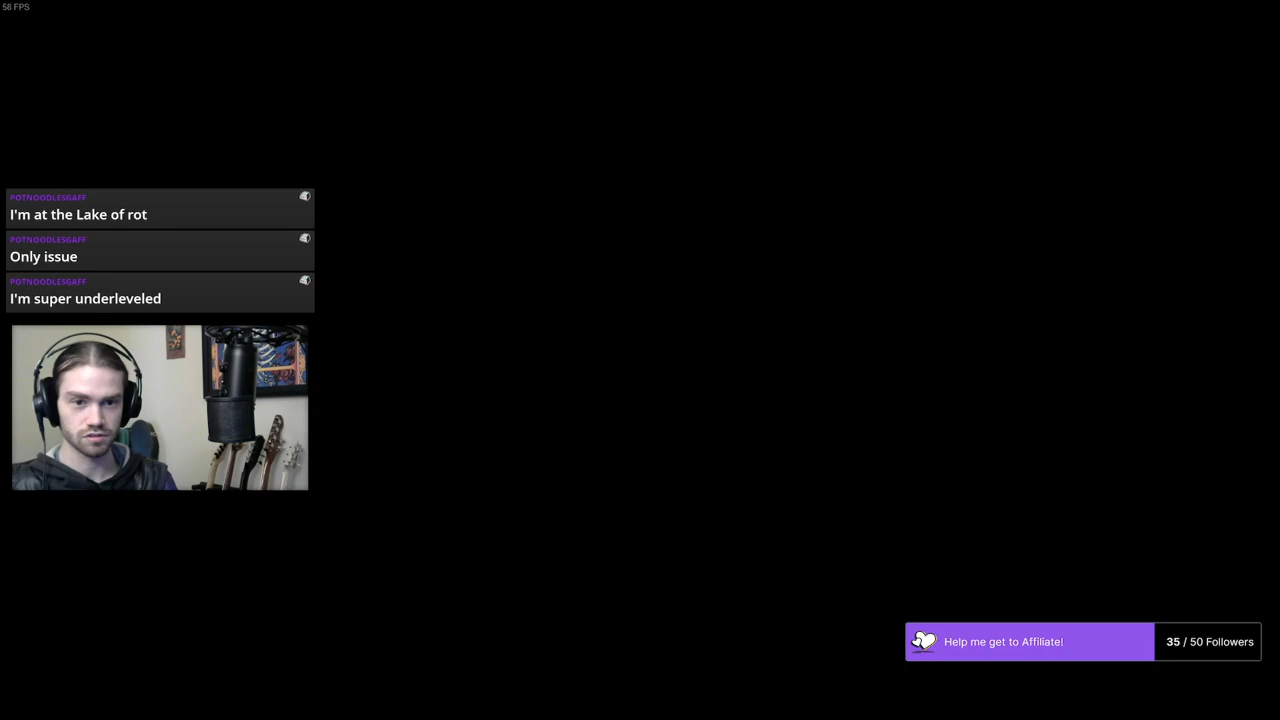 58 FPS
POTNOODLESGAFF
I'm at the Lake of rot
POTNOODLESGAFF
Only issue
POTNOODLESGAFF
I'm super underleveled
Help me get to Affiliate!
35 / 50 Followers